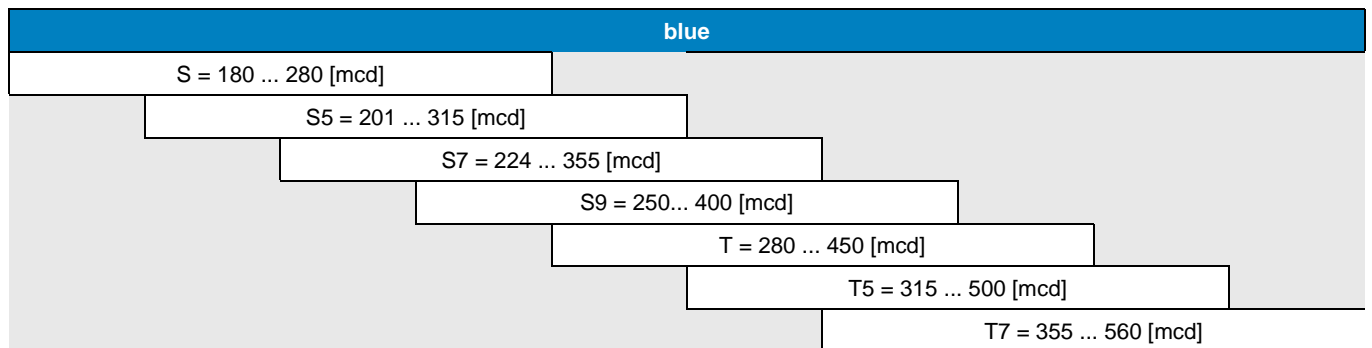 blue
S = 180 ... 280 [mcd]
S5 = 201 ... 315 [mcd]
S7 = 224 ... 355 [mcd]
S9 = 250... 400 [mcd]
T = 280 ... 450 [mcd]
T5 = 315 ... 500 [mcd]
T7 = 355 ... 560 [mcd]